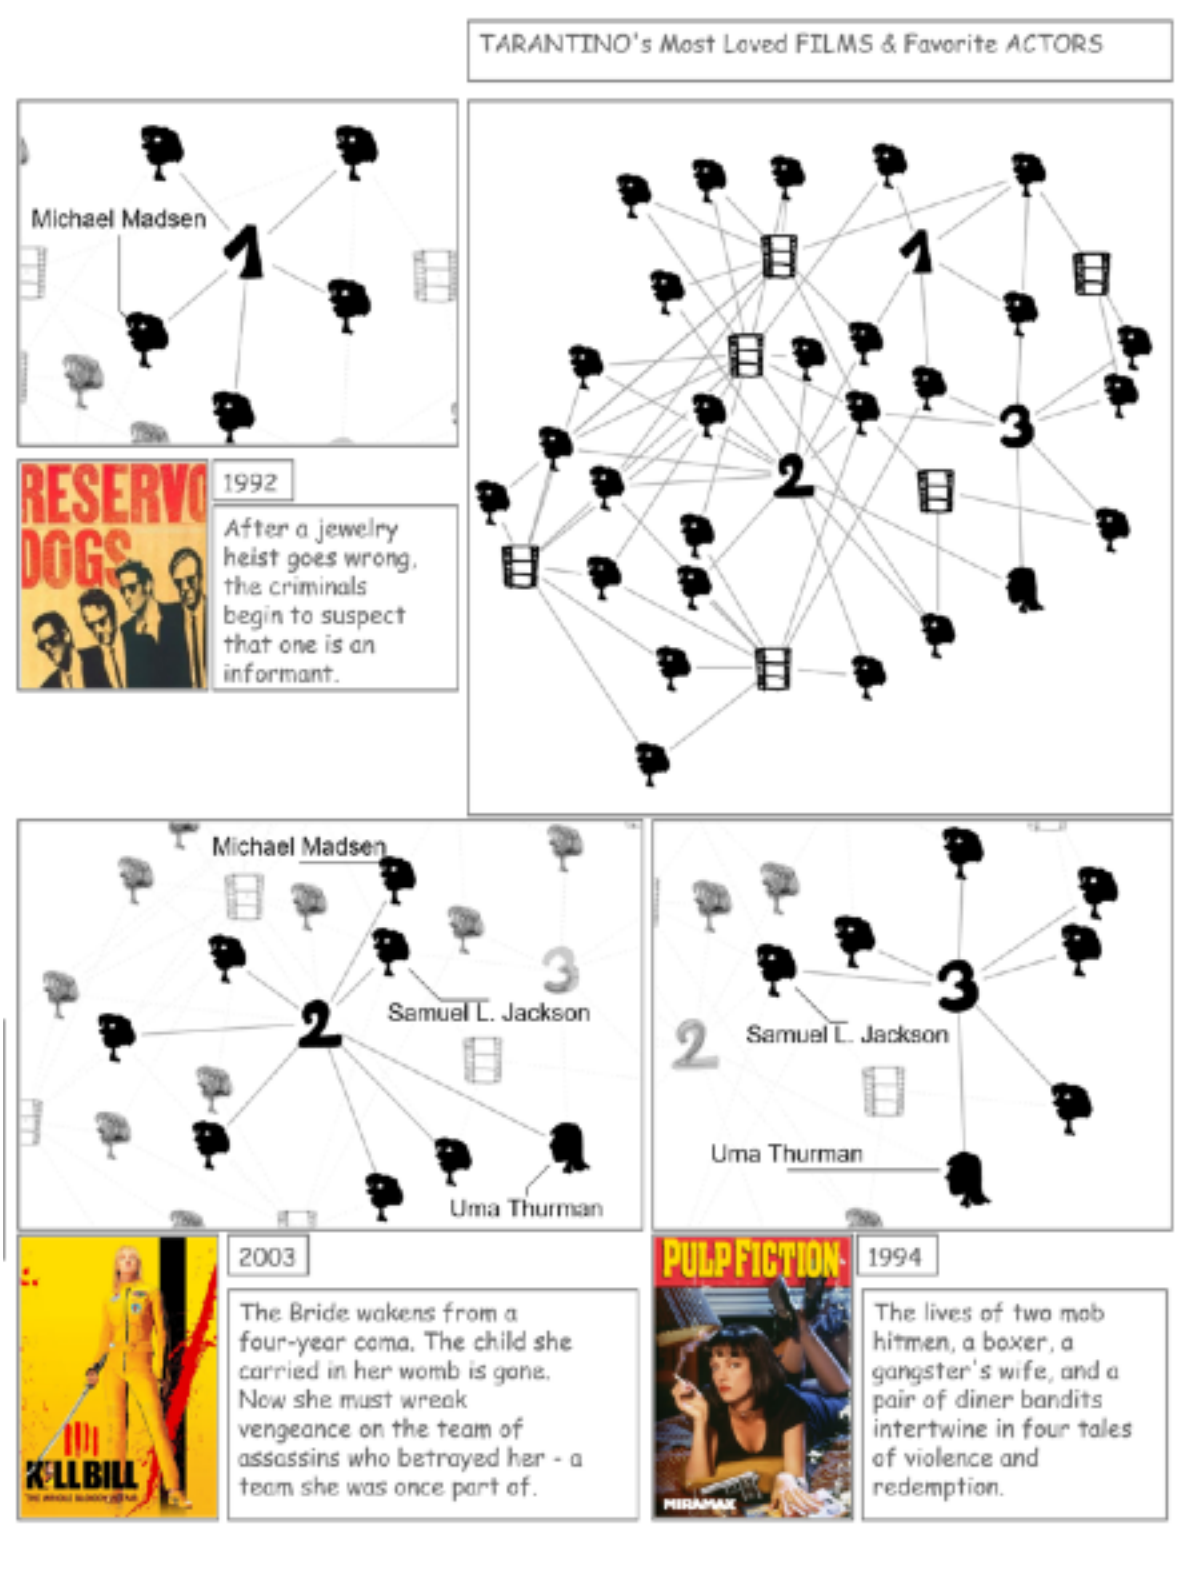 TARANTINO's Most Loved FILMS & Favorite ACTORS
Michael Madsen
1
1
2
3
RESERVO
DOGS
1992
After a jewelry
heist goes wrong,
the criminals
begin to suspect
that one is an
informant.
Michael Madsen
3
2
Samuel L. Jackson
Uma Thurman
3
Samuel L. Jackson
2
Uma Thurman
KILL BILL
2003
The Bride wakens from a
four-year coma. The child she
carried in her womb is gone.
Now she must wreak
vengeance on the team of
assassins who betrayed her - a
team she was once part of.
PULP FICTION
MIRAMAX
1994
The lives of two mob
hitmen, a boxer, a
gangster's wife, and a
pair of diner bandits
intertwine in four tales
of violence and
redemption.